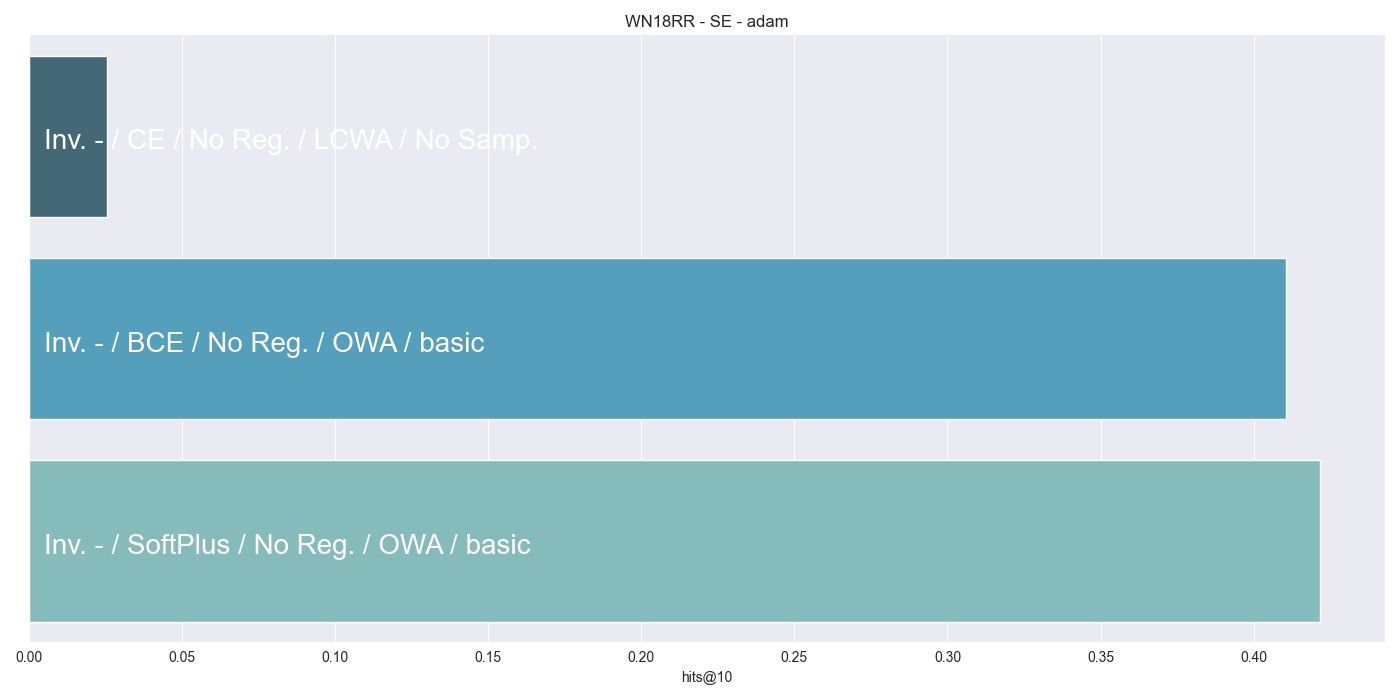 WN18RR - SE - adam
Inv. - / CE / No Reg. / LCWA / No Samp.
Inv. - / BCE / No Reg. / OWA / basic
Inv. - / SoftPlus / No Reg. / OWA / basic
0.00 0.05 0.10 0.15 0.20 0.25 0.30 0.35 0.40
hits@10